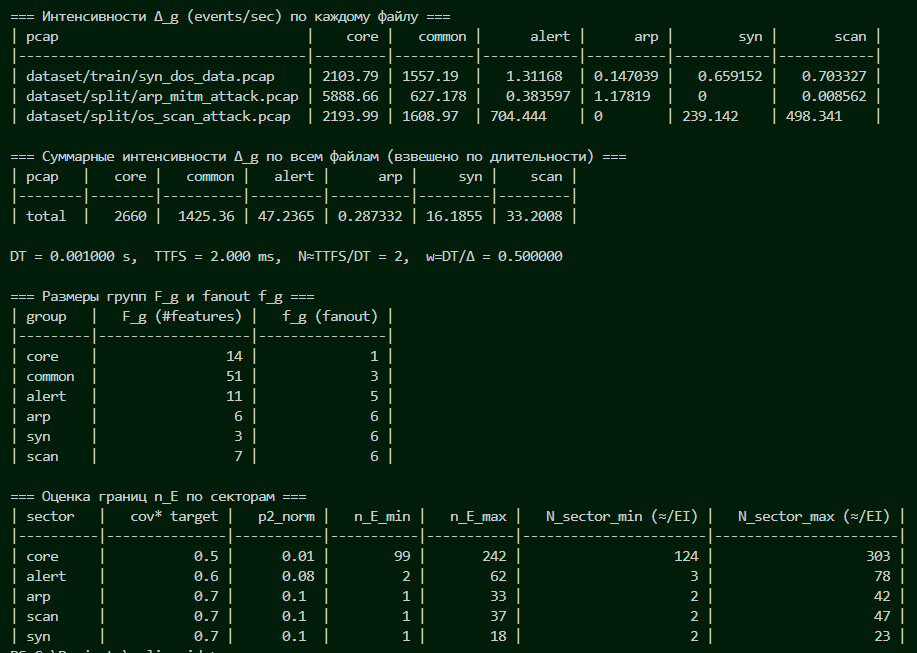 === Интенсивности Δ_g (events/sec) по каждому файлу ===
| pcap | core | common | alert | arp | syn | scan |
|------------------------------------|---------|----------|------------|----------|------------|------------|
| dataset/train/syn_dos_data.pcap | 2103.79 | 1557.19 | 1.31168 | 0.147039 | 0.659152 | 0.703327 |
| dataset/split/arp_mitm_attack.pcap | 5888.66 | 627.178 | 0.383597 | 1.17819 | 0 | 0.008562 |
| dataset/split/os_scan_attack.pcap | 2193.99 | 1608.97 | 704.444 | 0 | 239.142 | 498.341 |
=== Суммарные интенсивности Δ_g по всем файлам (взвешено по длительности) ===
| pcap | core | common | alert | arp | syn | scan |
|--------|--------|----------|---------|----------|---------|---------|
| total | 2660 | 1425.36 | 47.2365 | 0.287332 | 16.1855 | 33.2008 |
DT = 0.001000 s, TTFS = 2.000 ms, N≈TTFS/DT = 2, w=DT/Δ = 0.500000
=== Размеры групп F_g и fanout f_g ===
| group | F_g (#features) | f_g (fanout) |
|---------|-------------------|----------------|
| core | 14 | 1 |
| common | 51 | 3 |
| alert | 11 | 5 |
| arp | 6 | 6 |
| syn | 3 | 6 |
| scan | 7 | 6 |
=== Оценка границ n_E по секторам ===
| sector | cov* target | p2_norm | n_E_min | n_E_max | N_sector_min (≈/EI) | N_sector_max (≈/EI) |
|----------|---------------|-----------|-----------|-----------|-----------------------|-----------------------|
| core | 0.5 | 0.01 | 99 | 242 | 124 | 303 |
| alert | 0.6 | 0.08 | 2 | 62 | 3 | 78 |
| arp | 0.7 | 0.1 | 1 | 33 | 2 | 42 |
| scan | 0.7 | 0.1 | 1 | 37 | 2 | 47 |
| syn | 0.7 | 0.1 | 1 | 18 | 2 | 23 |